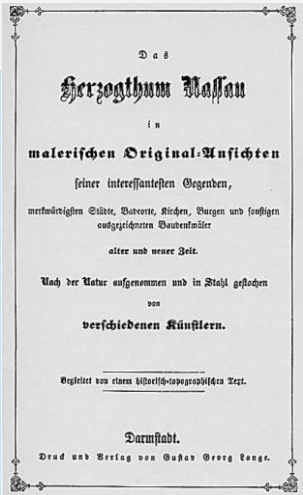 Das
Herzogthum Nassau
in
malerischen Original-Ansichten
seiner interessantesten Gegenden,
merkwürdigsten Städte, Badeorte, Kirchen, Burgen und sonstigen
ausgezeichneten Baudenkmäler
alter und neuer Zeit.
Nach der Natur aufgenommen und in Stahl gestochen
von
verschiedenen Künstlern.
Begleitet von einem historisch-topographischen Text.
Darmstadt.
Druck und Verlag von Gustav Georg Lange.